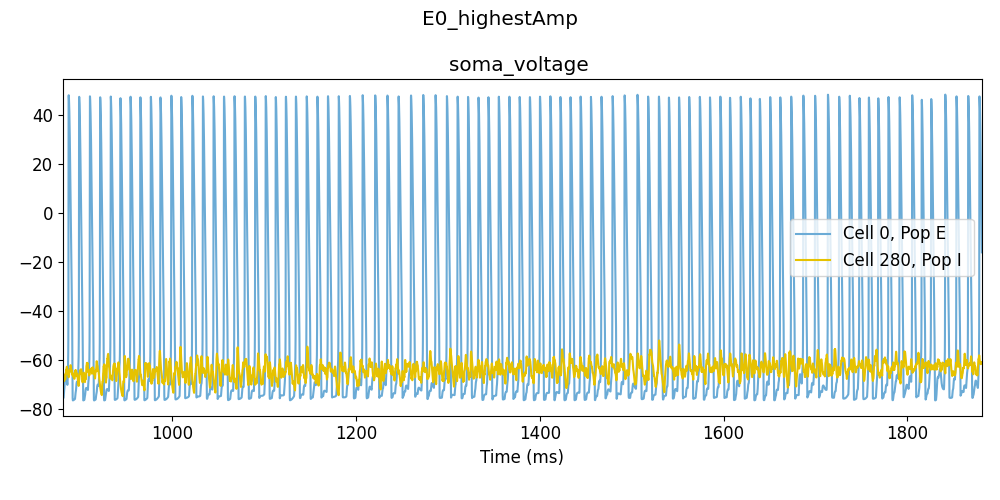 E0_highestAmp
soma_voltage
40
20
0
−20
−40
−60
−80
Cell 0, Pop E
Cell 280, Pop I
1000 1200 1400 1600 1800
Time (ms)